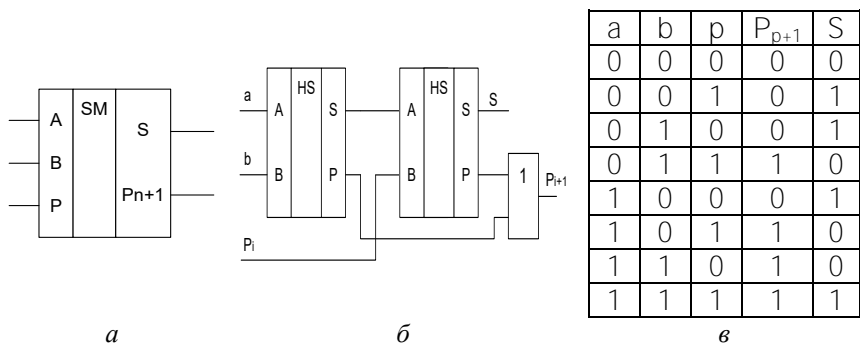 SM
A
B
P
S
Pn+1
а
a
b
Pi
HS
A
B
S
P
HS
A
B
S
P
S
1
Pi+1
б
a b p Pp+1 S
0 0 0 0 0
0 0 1 0 1
0 1 0 0 1
0 1 1 1 0
1 0 0 0 1
1 0 1 1 0
1 1 0 1 0
1 1 1 1 1
в